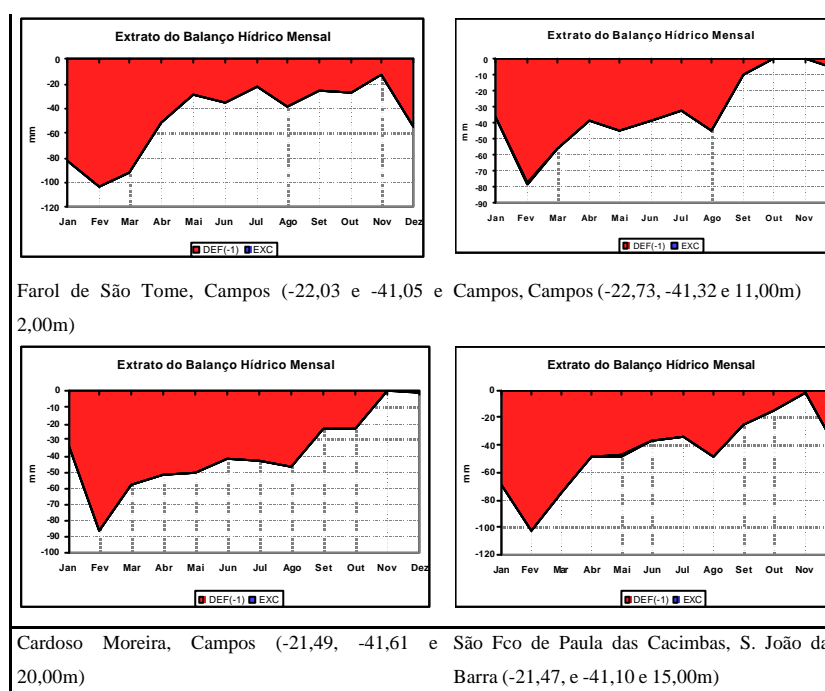 Extrato do Balanço Hídrico Mensal
0
-20
-40
-60
-80
-100
-120
mm
Jan Fev Mar Abr Mai Jun Jul Ago Set Out Nov Dez
DEF(-1) EXC
Extrato do Balanço Hídrico Mensal
0
-10
-20
-30
-40
-50
-60
-70
-80
-90
mm
Jan Fev Mar Abr Mai Jun Jul Ago Set Out Nov
DEF(-1) EXC
Farol de São Tome, Campos (-22,03 e -41,05 e
2,00m)
Campos, Campos (-22,73, -41,32 e 11,00m)
Extrato do Balanço Hídrico Mensal
0
-10
-20
-30
-40
-50
-60
-70
-80
-90
-100
mm
Jan Fev Mar Abr Mai Jun Jul Ago Set Out Nov Dez
DEF(-1) EXC
Extrato do Balanço Hídrico Mensal
0
-20
-40
-60
-80
-100
-120
mm
Jan Fev Mar Abr Mai Jun Jul Ago Set Out Nov
DEF(-1) EXC
Cardoso Moreira, Campos (-21,49, -41,61 e
20,00m)
São Fco de Paula das Cacimbas, S. João da
Barra (-21,47, e -41,10 e 15,00m)